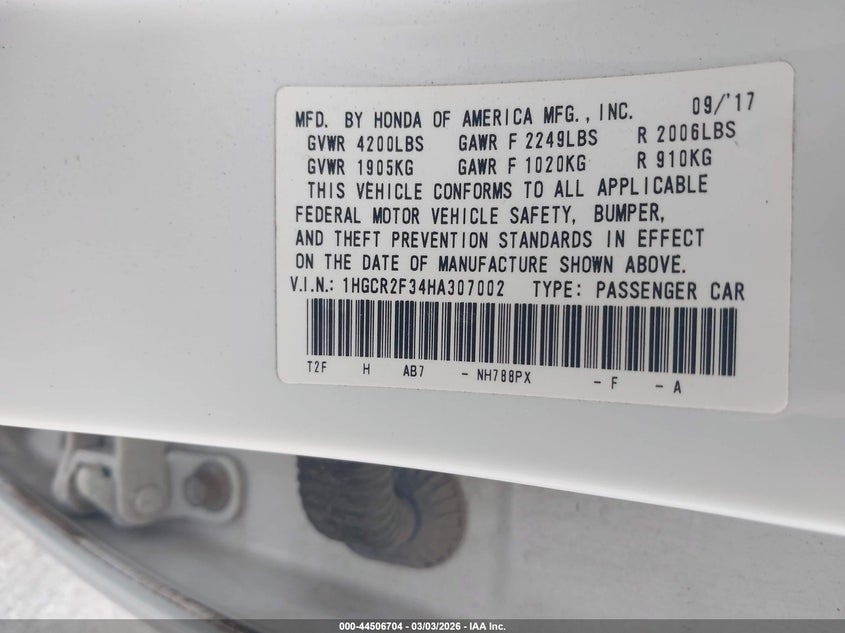 MFD. BY HONDA OF AMERICA MFG., INC. 09/'17
GVWR 4200LBS GAWR F 2249LBS R 2006LBS
GVWR 1905KG GAWR F 1020KG R 910KG
THIS VEHICLE CONFORMS TO ALL APPLICABLE
FEDERAL MOTOR VEHICLE SAFETY, BUMPER,
AND THEFT PREVENTION STANDARDS IN EFFECT
ON THE DATE OF MANUFACTURE SHOWN ABOVE.
V.I.N.: 1HGCR2F34HA307002 TYPE: PASSENGER CAR
T2F H AB7 - NH788PX - F - A
000-44506704 - 03/03/2026 - IAA Inc.